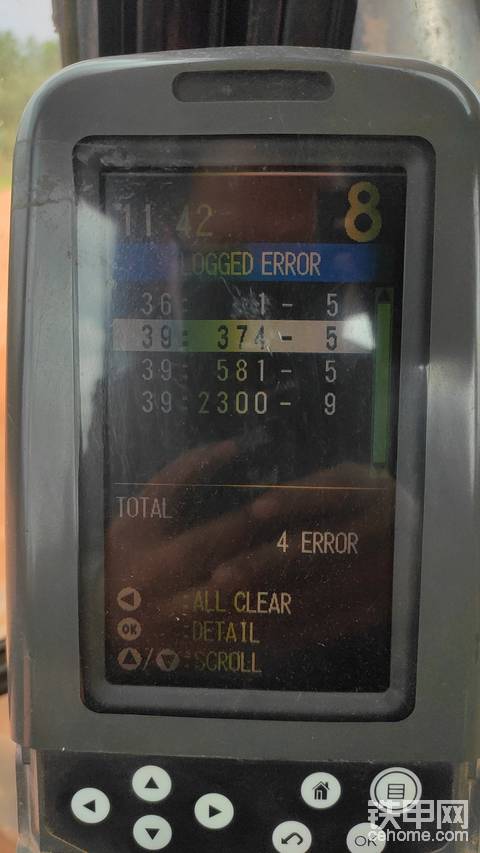 11 42
8
LOGGED ERROR
36: 1- 5
39: 374- 5
39: 581- 5
39:2300- 9
TOTAL
4 ERROR
:ALL CLEAR
OK :DETAIL
/ :SCROLL
OK
铁甲网
cehome.com